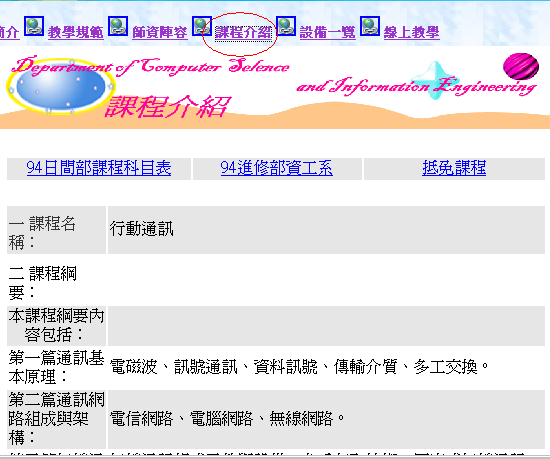 簡介 教學規範 師資陣容 課程介紹 設備一覽 線上教學
Department of Computer Selence
and Information Engineering
課程介紹
94日間部課程科目表 94進修部資工系 抵免課程
一 課程名
稱：
行動通訊
二 課程綱
要：
本課程綱要內
容包括：
第一篇通訊基
本原理：
電磁波、訊號通訊、資料訊號、傳輸介質、多工交換。
第二篇通訊網
路組成與架
構：
電信網路、電腦網路、無線網路。